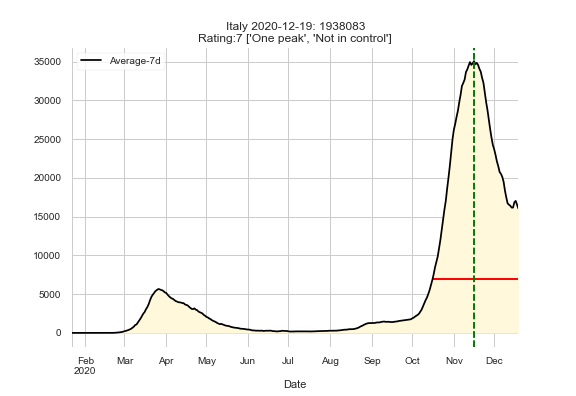 Italy 2020-12-19: 1938083
Rating:7 ['One peak', 'Not in control']
Average-7d
35000
30000
25000
20000
15000
10000
5000
0
Feb Mar Apr May Jun Jul Aug Sep Oct Nov Dec
2020
Date